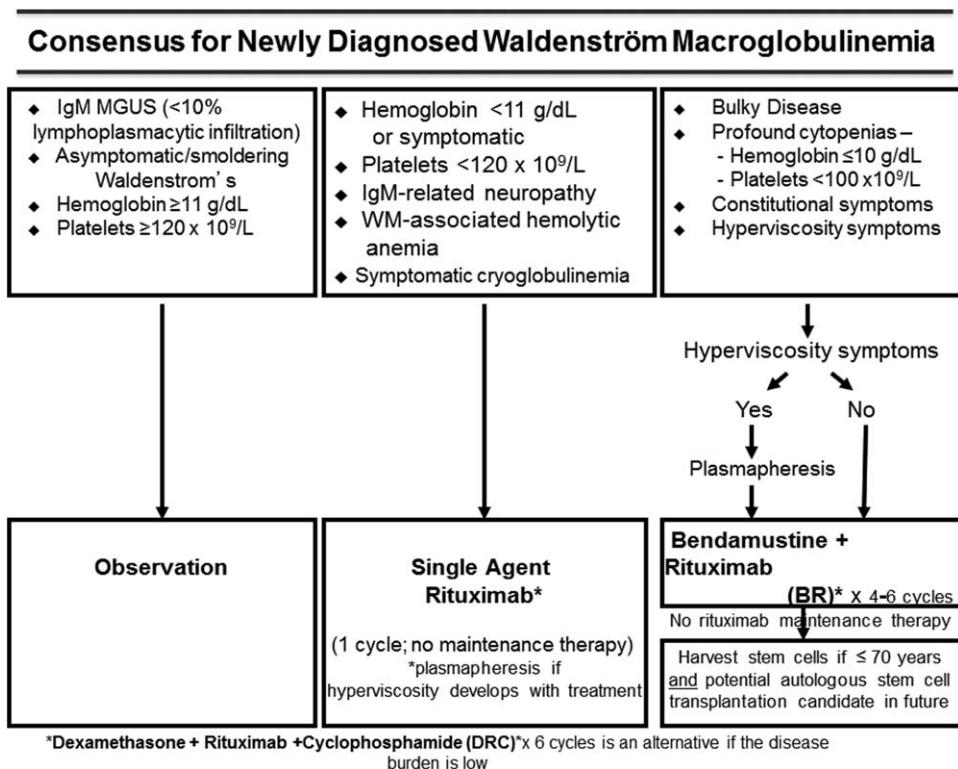 Consensus for Newly Diagnosed Waldenström Macroglobulinemia
◆ IgM MGUS (<10%
lymphoplasmacytic infiltration)
◆ Asymptomatic/smoldering
Waldenstrom's
◆ Hemoglobin ≥11 g/dL
◆ Platelets ≥120 x 10⁹/L
◆ Hemoglobin <11 g/dL
or symptomatic
◆ Platelets <120 x 10⁹/L
◆ IgM-related neuropathy
◆ WM-associated hemolytic
anemia
◆ Symptomatic cryoglobulinemia
◆ Bulky Disease
◆ Profound cytopenias –
- Hemoglobin ≤10 g/dL
- Platelets <100 x10⁹/L
◆ Constitutional symptoms
◆ Hyperviscosity symptoms
Hyperviscosity symptoms
Yes
No
Plasmapheresis
Observation
Single Agent
Rituximab*
(1 cycle; no maintenance therapy)
*plasmapheresis if
hyperviscosity develops with treatment
Bendamustine +
Rituximab
(BR)* x 4-6 cycles
No rituximab maintenance therapy
Harvest stem cells if ≤ 70 years
and potential autologous stem cell
transplantation candidate in future
*Dexamethasone + Rituximab +Cyclophosphamide (DRC)*x 6 cycles is an alternative if the disease
burden is low